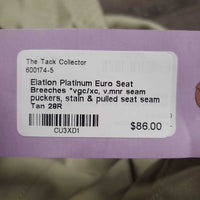 The Tack Collector
600174-5
Elation Platinum Euro Seat
Breeches *vgc/xc, v.mnr seam
puckers, stain & pulled seat seam
Tan 28R
CU3XD1
$86.00